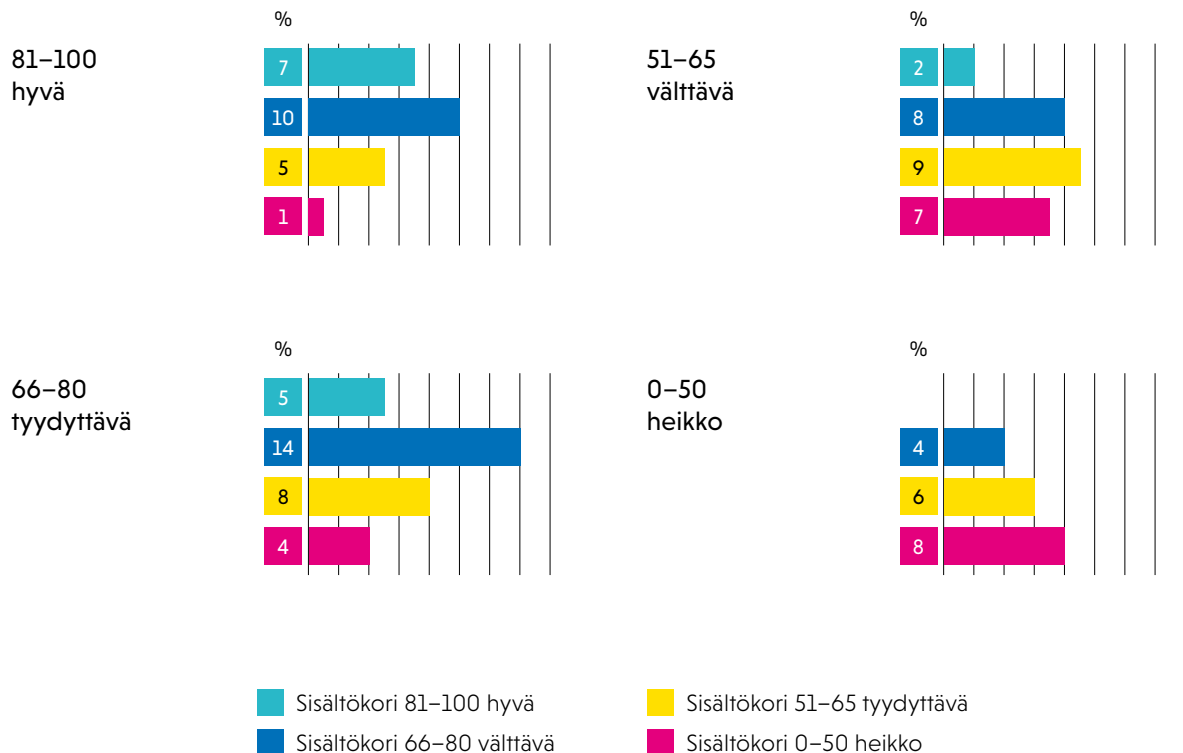 %
81–100
hyvä
7
10
5
1
%
51–65
välttävä
2
8
9
7
%
66–80
tyydyttävä
5
14
8
4
%
0–50
heikko
4
6
8
Sisältökori 81–100 hyvä
Sisältökori 66–80 välttävä
Sisältökori 51–65 tyydyttävä
Sisältökori 0–50 heikko